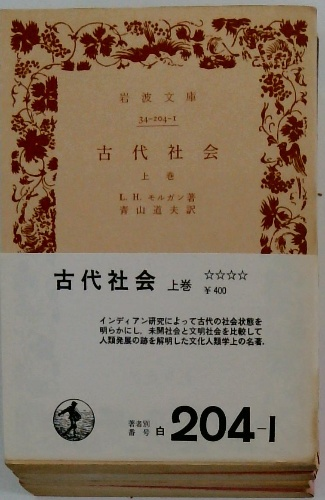 岩波文庫
34-204-1
古代社会
上巻
L. H. モルガン著
青山道夫訳
古代社会 上巻 ☆☆☆☆
￥400
インディアン研究によって古代の社会状態を
明らかにし、未開社会と文明社会を比較して
人類発展の跡を解明した文化人類学上の名著.
著者別
番号 白 204-1